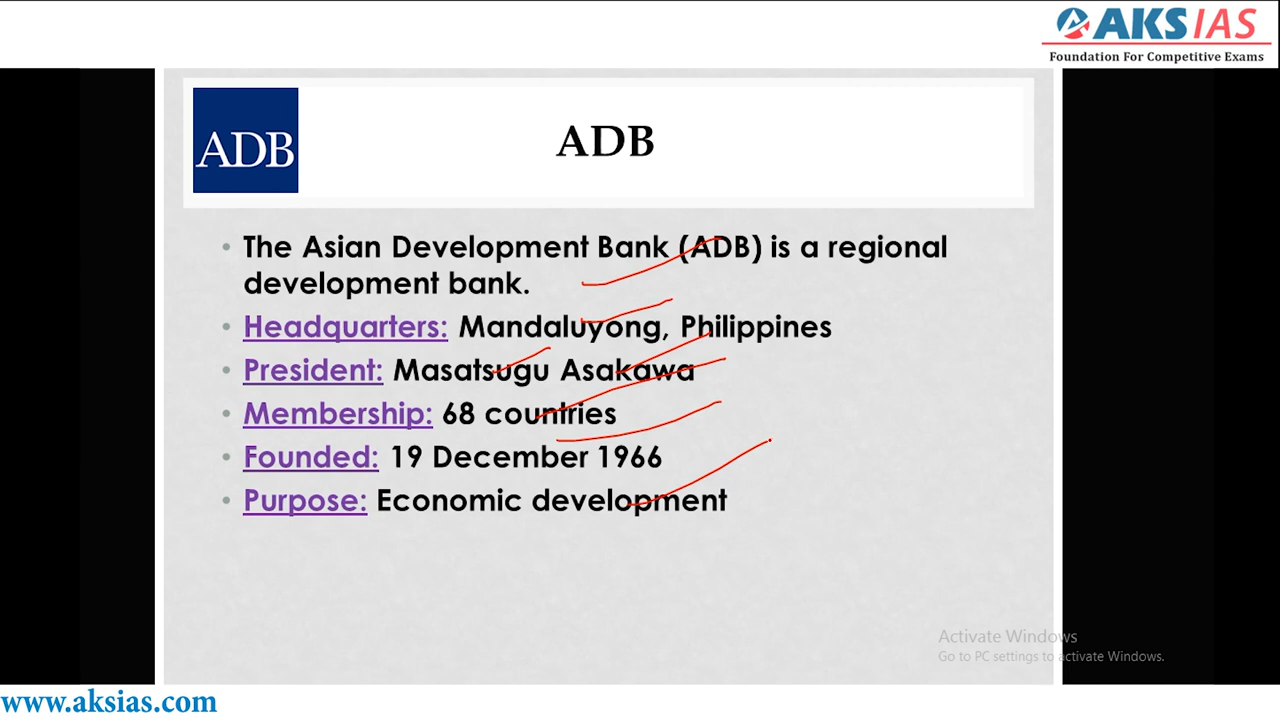 AKS IAS
Foundation For Competitive Exams
ADB
ADB
• The Asian Development Bank (ADB) is a regional
development bank.
• Headquarters: Mandaluyong, Philippines
• President: Masatsugu Asakawa
• Membership: 68 countries
• Founded: 19 December 1966
• Purpose: Economic development
Activate Windows
Go to PC settings to activate Windows.
www.aksias.com